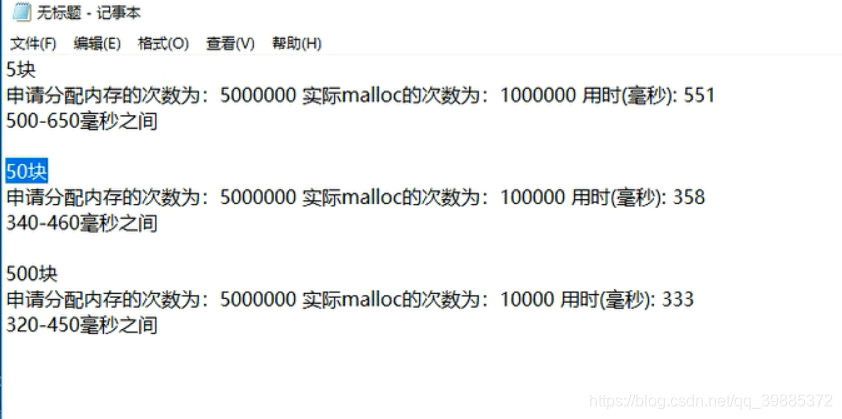 无标题 - 记事本
文件(F) 编辑(E) 格式(O) 查看(V) 帮助(H)
5块
申请分配内存的次数为：5000000 实际malloc的次数为：1000000 用时(毫秒): 551
500-650毫秒之间
50块
申请分配内存的次数为：5000000 实际malloc的次数为：100000 用时(毫秒): 358
340-460毫秒之间
500块
申请分配内存的次数为：5000000 实际malloc的次数为：10000 用时(毫秒): 333
320-450毫秒之间
https://blog.csdn.net/qq_39885372